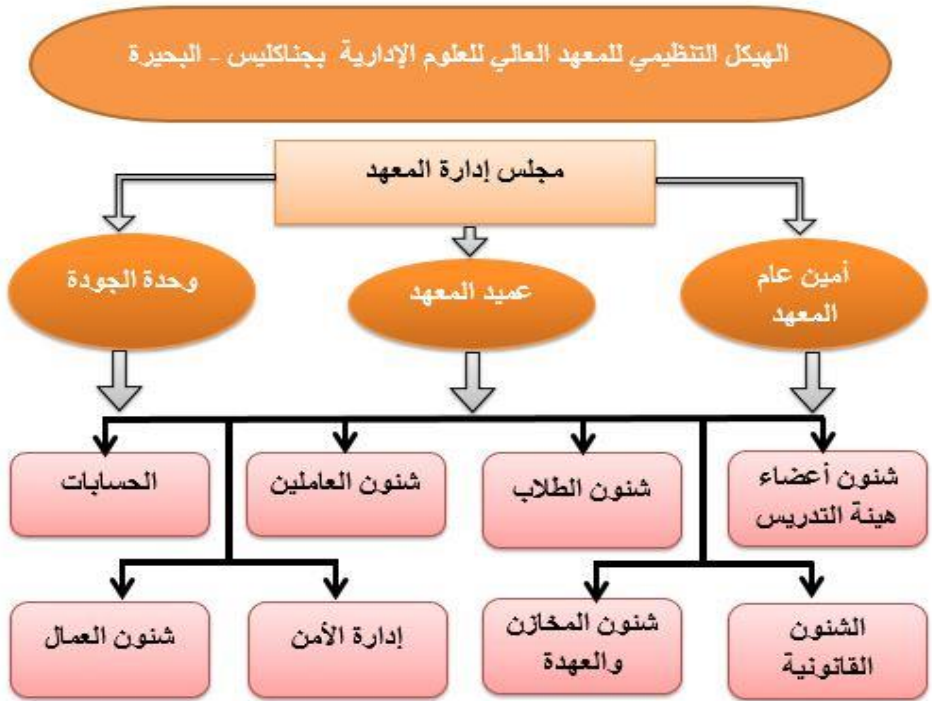 الهيكل التنظيمي للمعهد العالي للعلوم الإدارية بجناكليس - البحيرة
مجلس إدارة المعهد
أمين عام
المعهد
عميد المعهد
وحدة الجودة
شئون أعضاء
هيئة التدريس
شئون الطلاب
شئون العاملين
الحسابات
الشئون
القانونية
شئون المخازن
والعهدة
إدارة الأمن
شئون العمال